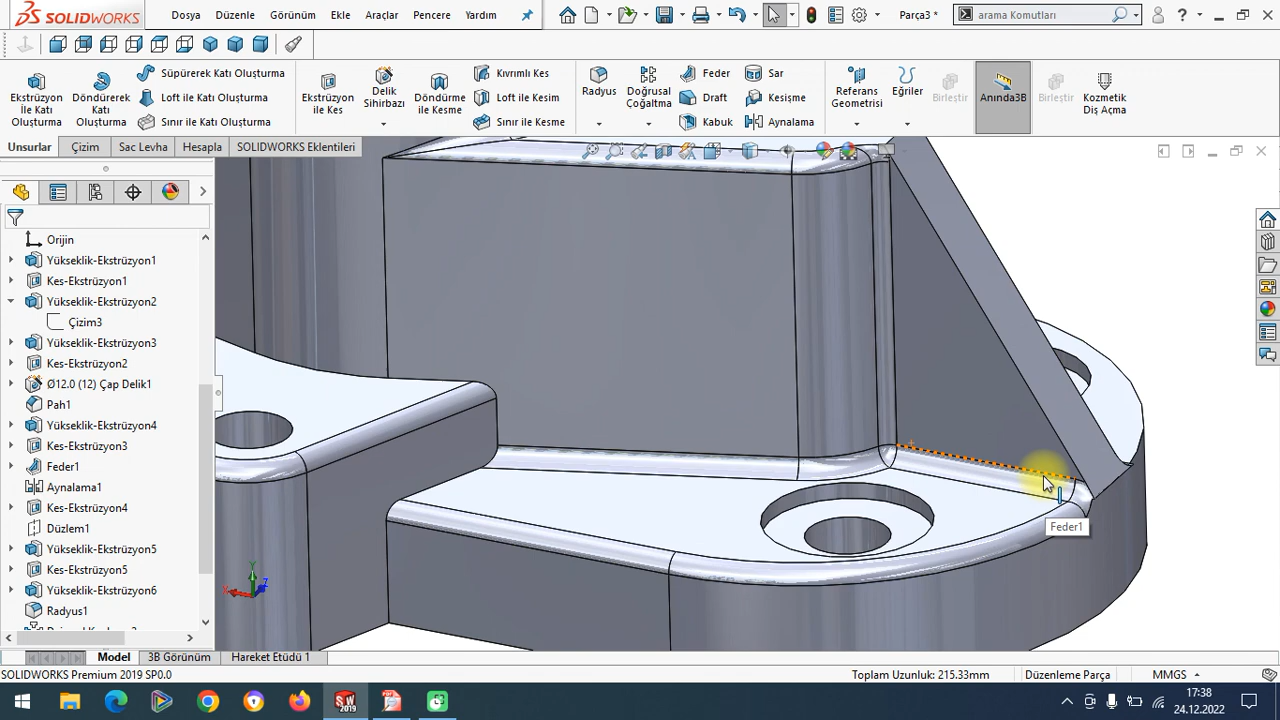 SOLIDWORKS
Dosya Düzenle Görünüm Ekle Araçlar Pencere Yardım
Parça3 *
arama Komutları
Ekstrüzyon İle Katı Oluşturma
Döndürerek Katı Oluşturma
Süpürerek Katı Oluşturma
Loft ile Katı Oluşturma
Sınır ile Katı Oluşturma
Ekstrüzyon ile Kes
Delik Sihirbazı
Döndürme ile Kesme
Kıvrımlı Kes
Loft ile Kesim
Sınır ile Kesme
Radyus
Doğrusal Çoğaltma
Feder
Draft
Kabuk
Sar
Kesişme
Aynalama
Referans Geometrisi
Eğriler
Birleştir
Anında3B
Birleştir
Kozmetik Diş Açma
Unsurlar Çizim Sac Levha Hesapla SOLIDWORKS Eklentileri
Orijin
Yükseklik-Ekstrüzyon1
Kes-Ekstrüzyon1
Yükseklik-Ekstrüzyon2
Çizim3
Yükseklik-Ekstrüzyon3
Kes-Ekstrüzyon2
Ø12.0 (12) Çap Delik1
Pah1
Yükseklik-Ekstrüzyon4
Kes-Ekstrüzyon3
Feder1
Aynalama1
Kes-Ekstrüzyon4
Düzlem1
Yükseklik-Ekstrüzyon5
Kes-Ekstrüzyon5
Yükseklik-Ekstrüzyon6
Radyus1
Feder1
Y
X
Z
Model 3B Görünüm Hareket Etüdü 1
SOLIDWORKS Premium 2019 SP0.0
Toplam Uzunluk: 215.33mm Düzenleme Parça MMGS
17:38
24.12.2022